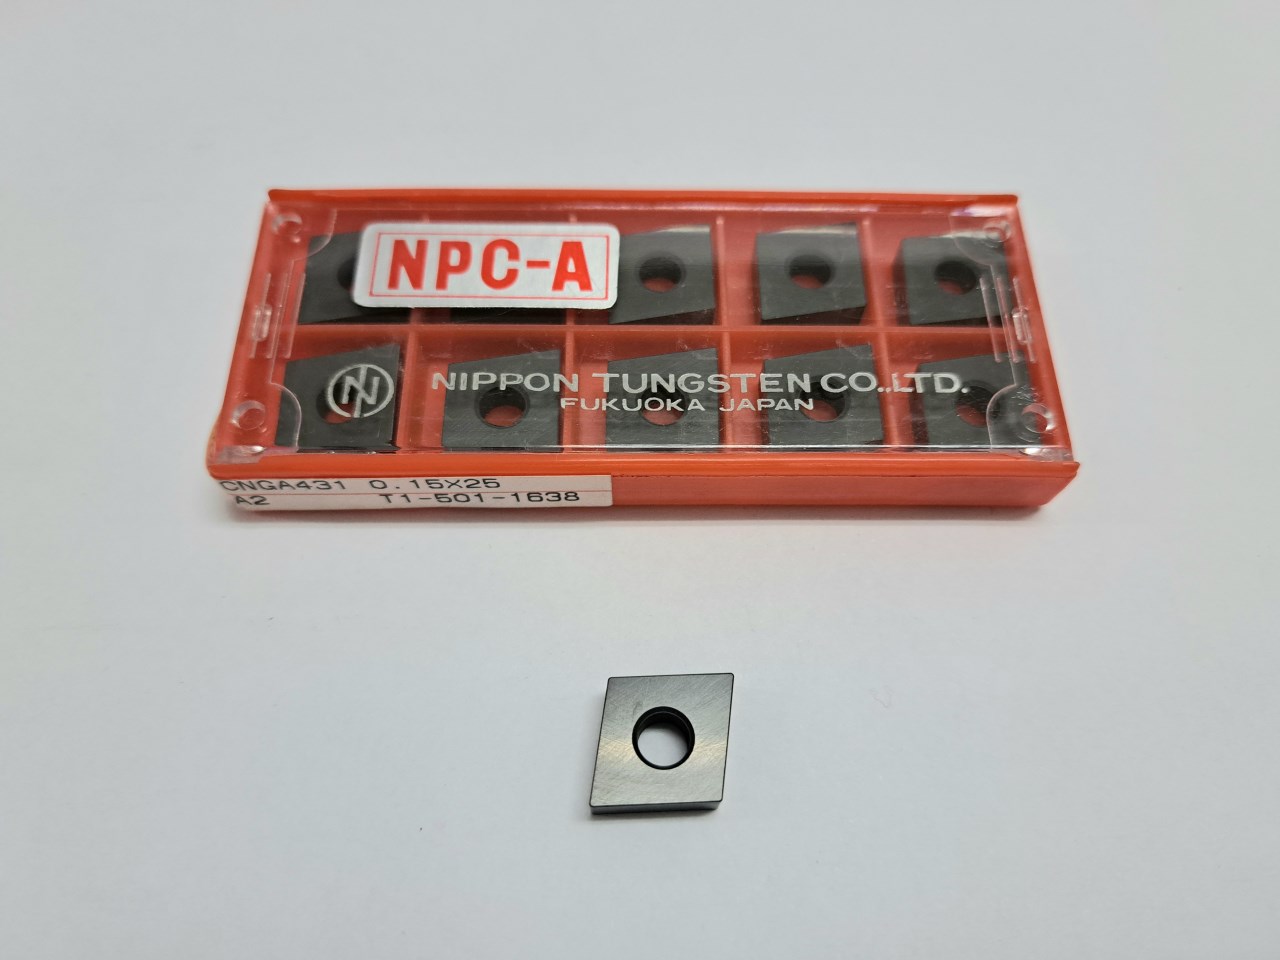 NPC-A
NIPPON TUNGSTEN CO.,LTD.
FUKUOKA JAPAN
CNGA431 0.15X25
A2 T1-501-1638